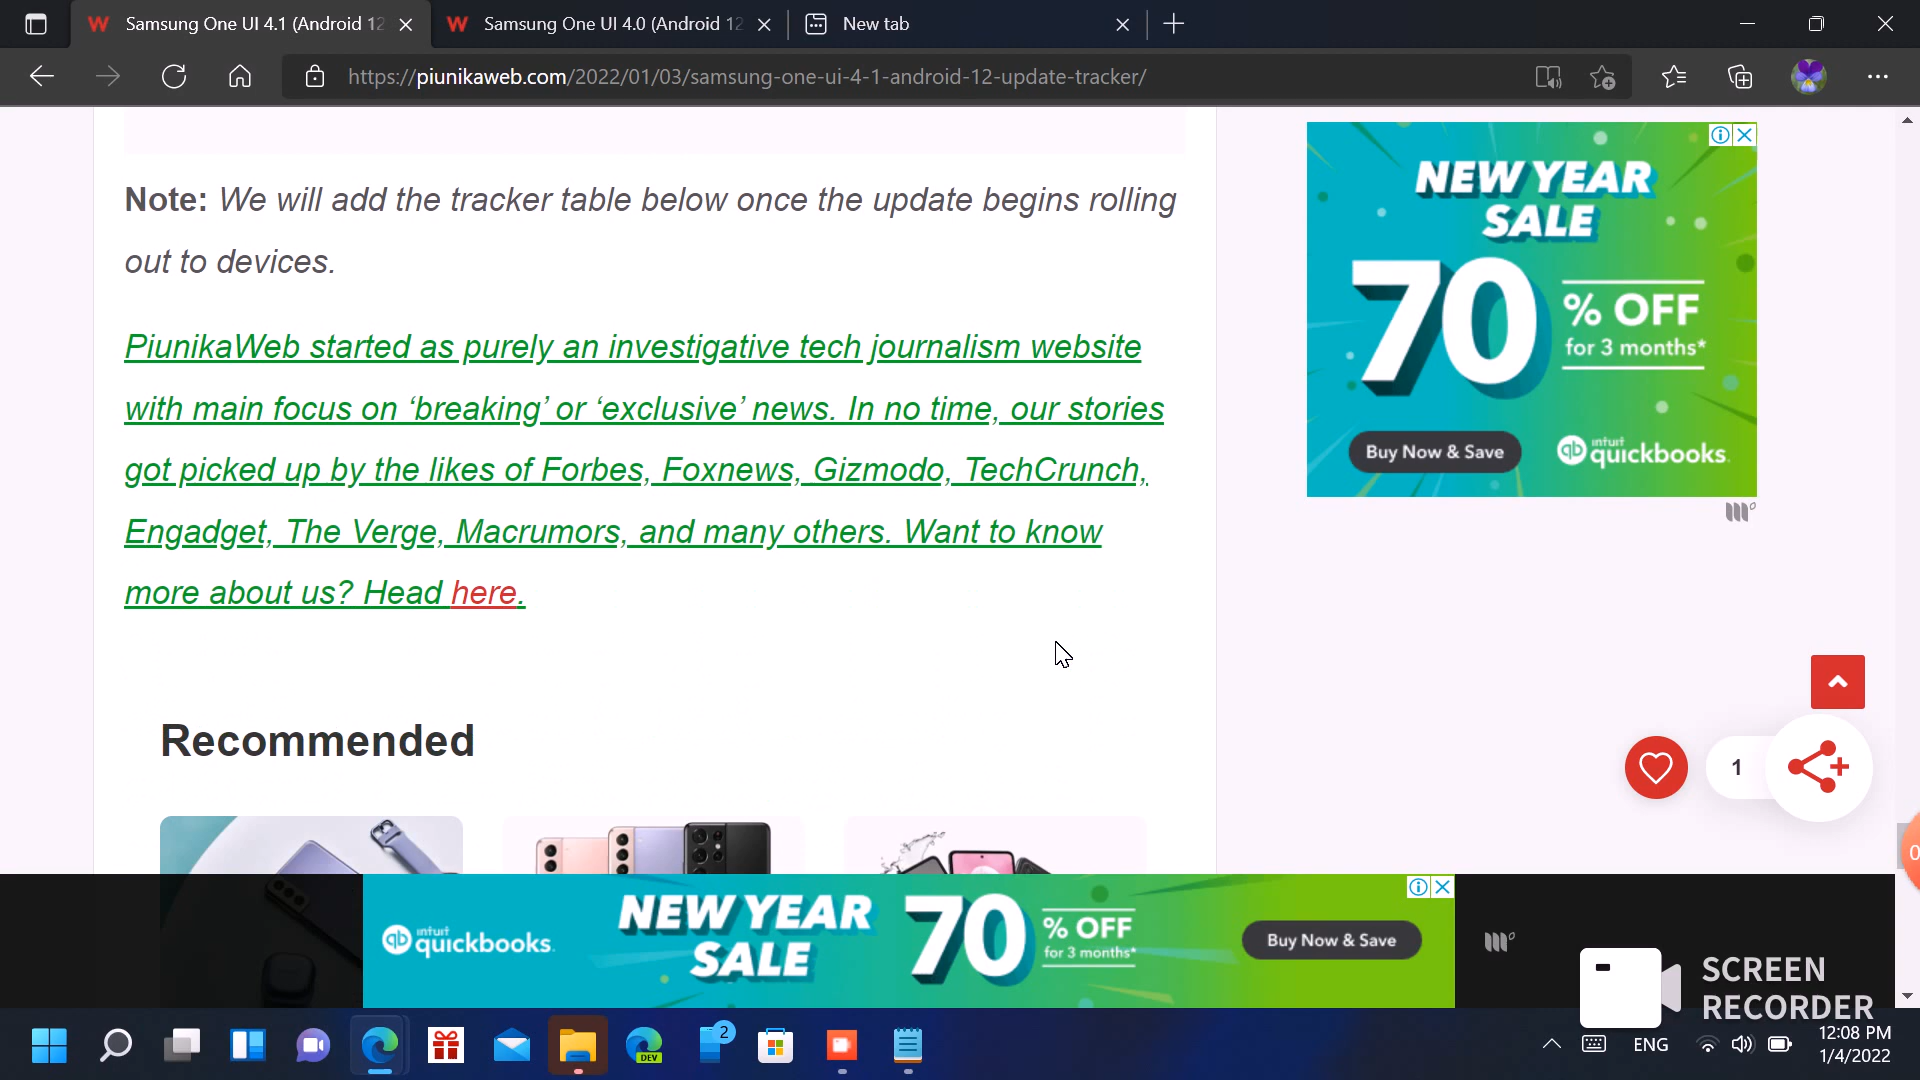 Samsung One UI 4.1 (Android 12
Samsung One UI 4.0 (Android 12
New tab
https://piunikaweb.com/2022/01/03/samsung-one-ui-4-1-android-12-update-tracker/
Note: We will add the tracker table below once the update begins rolling
out to devices.
PiunikaWeb started as purely an investigative tech journalism website
with main focus on ‘breaking’ or ‘exclusive’ news. In no time, our stories
got picked up by the likes of Forbes, Foxnews, Gizmodo, TechCrunch,
Engadget, The Verge, Macrumors, and many others. Want to know
more about us? Head here.
Recommended
NEW YEAR
SALE
70
% OFF
for 3 months*
Buy Now & Save
intuit
quickbooks.
1
0
intuit
quickbooks.
NEW YEAR
SALE
70
% OFF
for 3 months*
Buy Now & Save
SCREEN
RECORDER
DEV
2
ENG
12:08 PM
1/4/2022